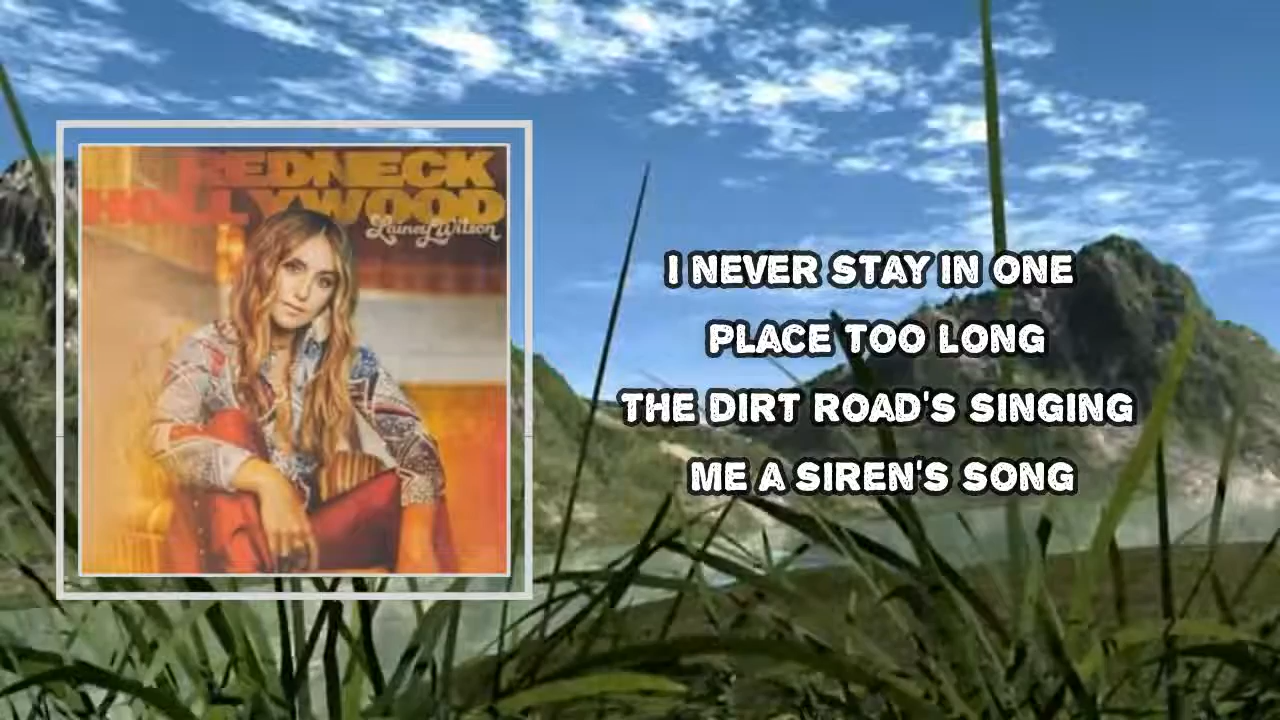 REDNECK
HOLLYWOOD
Lainey Wilson
I NEVER STAY IN ONE
PLACE TOO LONG
THE DIRT ROAD'S SINGING
ME A SIREN'S SONG